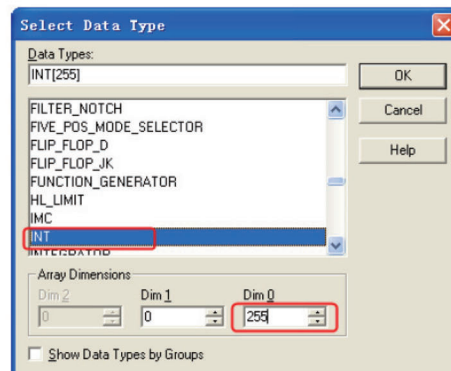 Select Data Type
Data Types:
INT[255]
OK
FILTER_NOTCH
Cancel
FIVE_POS_MODE_SELECTOR
FLIP_FLOP_D
FLIP_FLOP_JK
Help
FUNCTION_GENERATOR
HL_LIMIT
IMC
INT
INTEGRATOR
Array Dimensions
Dim 2 Dim 1 Dim 0
0 0 255
Show Data Types by Groups